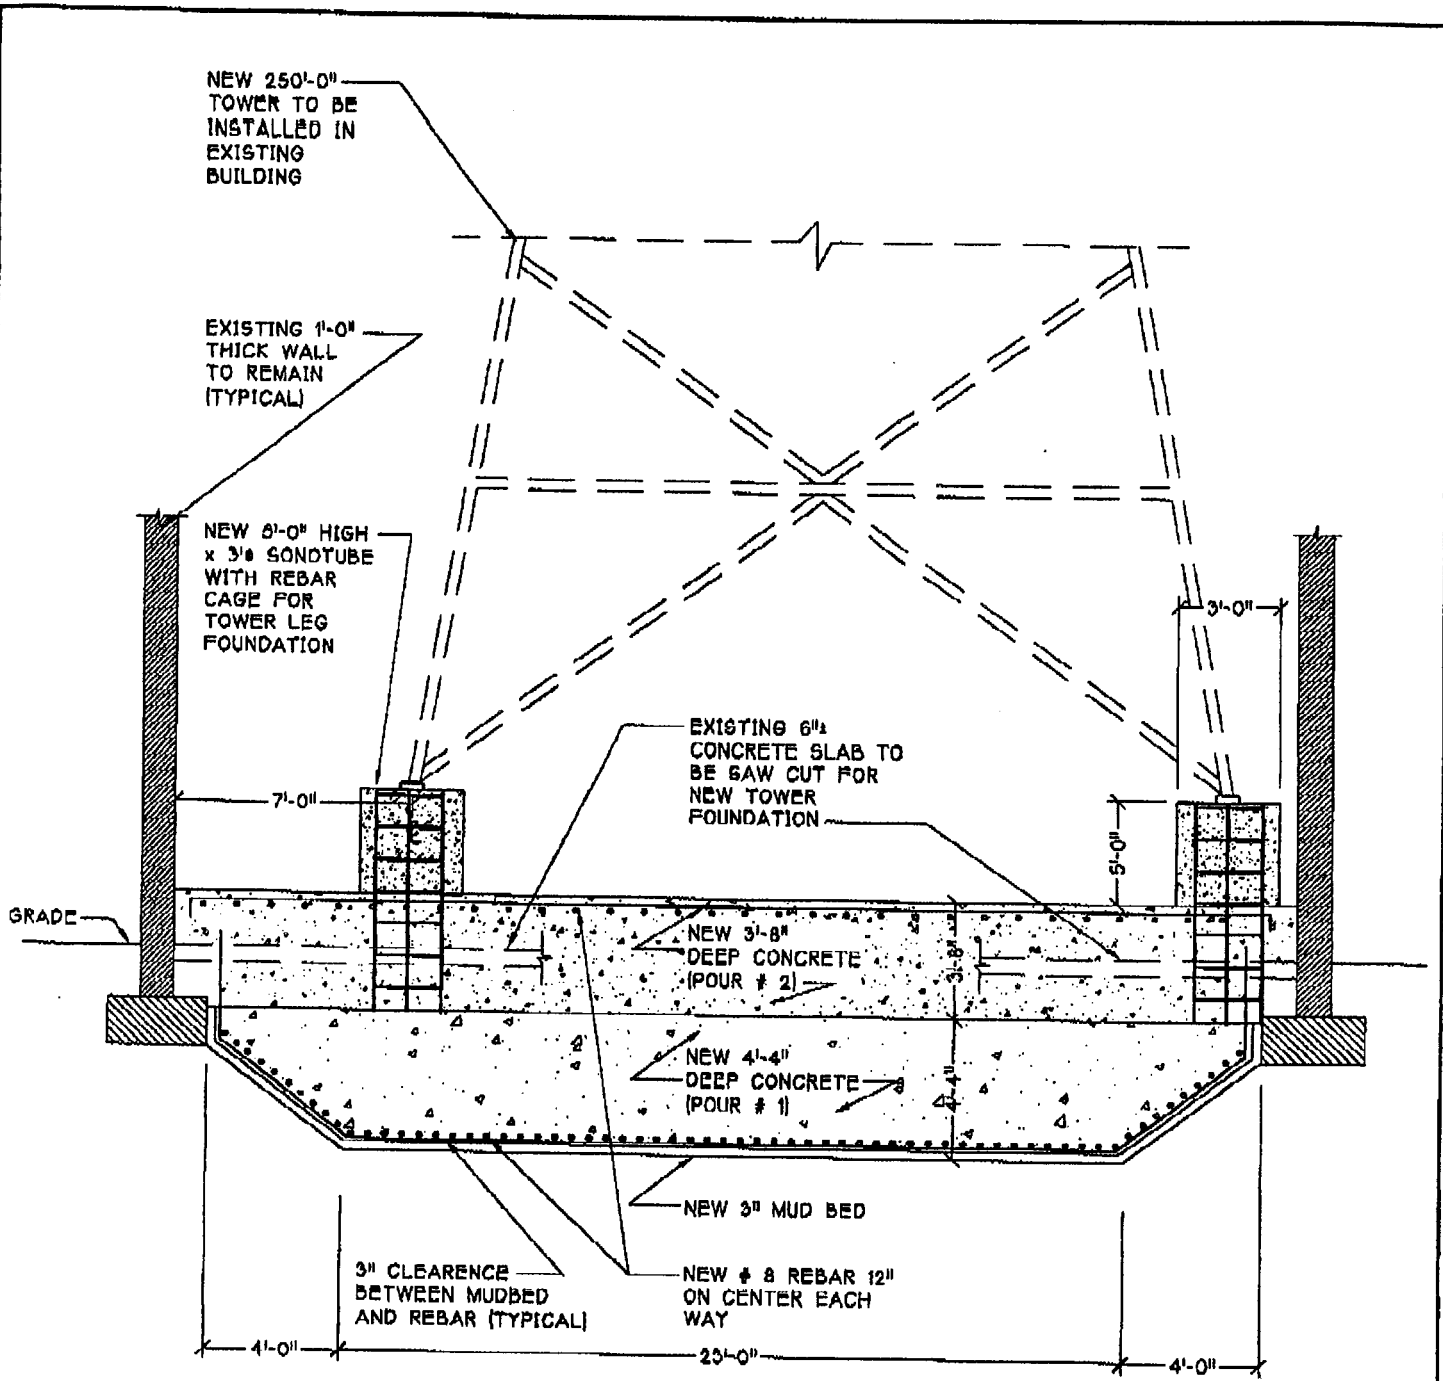 NEW 250'-0"
TOWER TO BE
INSTALLED IN
EXISTING
BUILDING
EXISTING 1'-0"
THICK WALL
TO REMAIN
(TYPICAL)
NEW 5'-0" HIGH
x 3'ø SONOTUBE
WITH REBAR
CAGE FOR
TOWER LEG
FOUNDATION
3'-0"
EXISTING 6"±
CONCRETE SLAB TO
BE SAW CUT FOR
NEW TOWER
FOUNDATION
7'-0"
5'-0"
GRADE
NEW 3'-8"
DEEP CONCRETE
(POUR # 2)
3'-8"
NEW 4'-4"
DEEP CONCRETE
(POUR # 1)
4'-4"
NEW 3" MUD BED
3" CLEARENCE
BETWEEN MUDBED
AND REBAR (TYPICAL)
NEW # 8 REBAR 12"
ON CENTER EACH
WAY
4'-0"
23'-0"
4'-0"